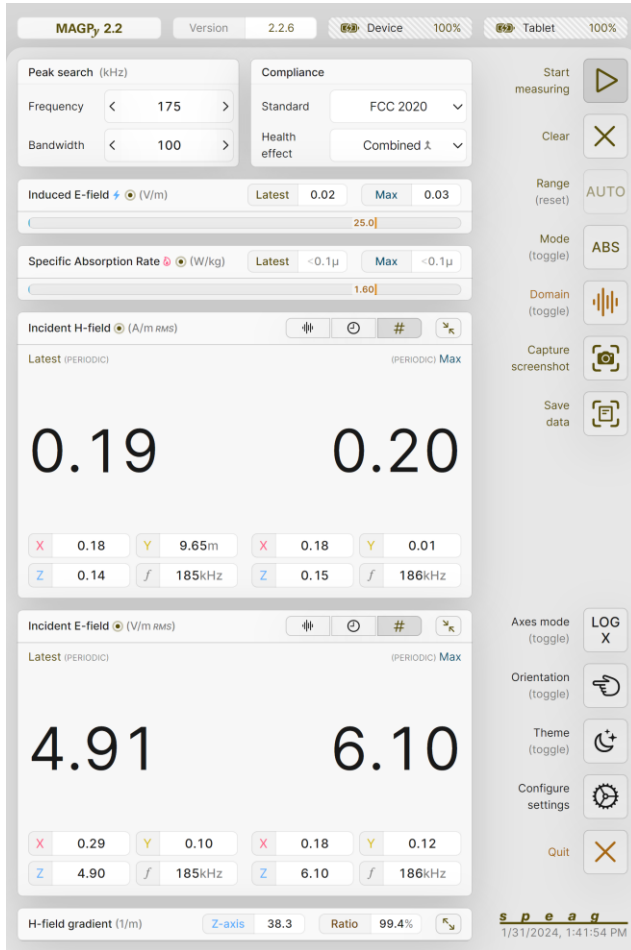 MAGPy 2.2 Version 2.2.6 Device 100% Tablet 100%
Peak search (kHz)
Frequency < 175 >
Bandwidth < 100 >
Compliance
Standard FCC 2020
Health effect Combined
Induced E-field (V/m) Latest 0.02 Max 0.03
25.0
Specific Absorption Rate (W/kg) Latest <0.1µ Max <0.1µ
1.60
Incident H-field (A/m RMS) #
Latest (PERIODIC) (PERIODIC) Max
0.19 0.20
X 0.18 Y 9.65m X 0.18 Y 0.01
Z 0.14 f 185kHz Z 0.15 f 186kHz
Incident E-field (V/m RMS) #
Latest (PERIODIC) (PERIODIC) Max
4.91 6.10
X 0.29 Y 0.10 X 0.18 Y 0.12
Z 4.90 f 185kHz Z 6.10 f 186kHz
H-field gradient (1/m) Z-axis 38.3 Ratio 99.4%
Start
measuring
Clear
Range
(reset) AUTO
Mode
(toggle) ABS
Domain
(toggle)
Capture
screenshot
Save
data
Axes mode LOG
(toggle) X
Orientation
(toggle)
Theme
(toggle)
Configure
settings
Quit
speag
1/31/2024, 1:41:54 PM